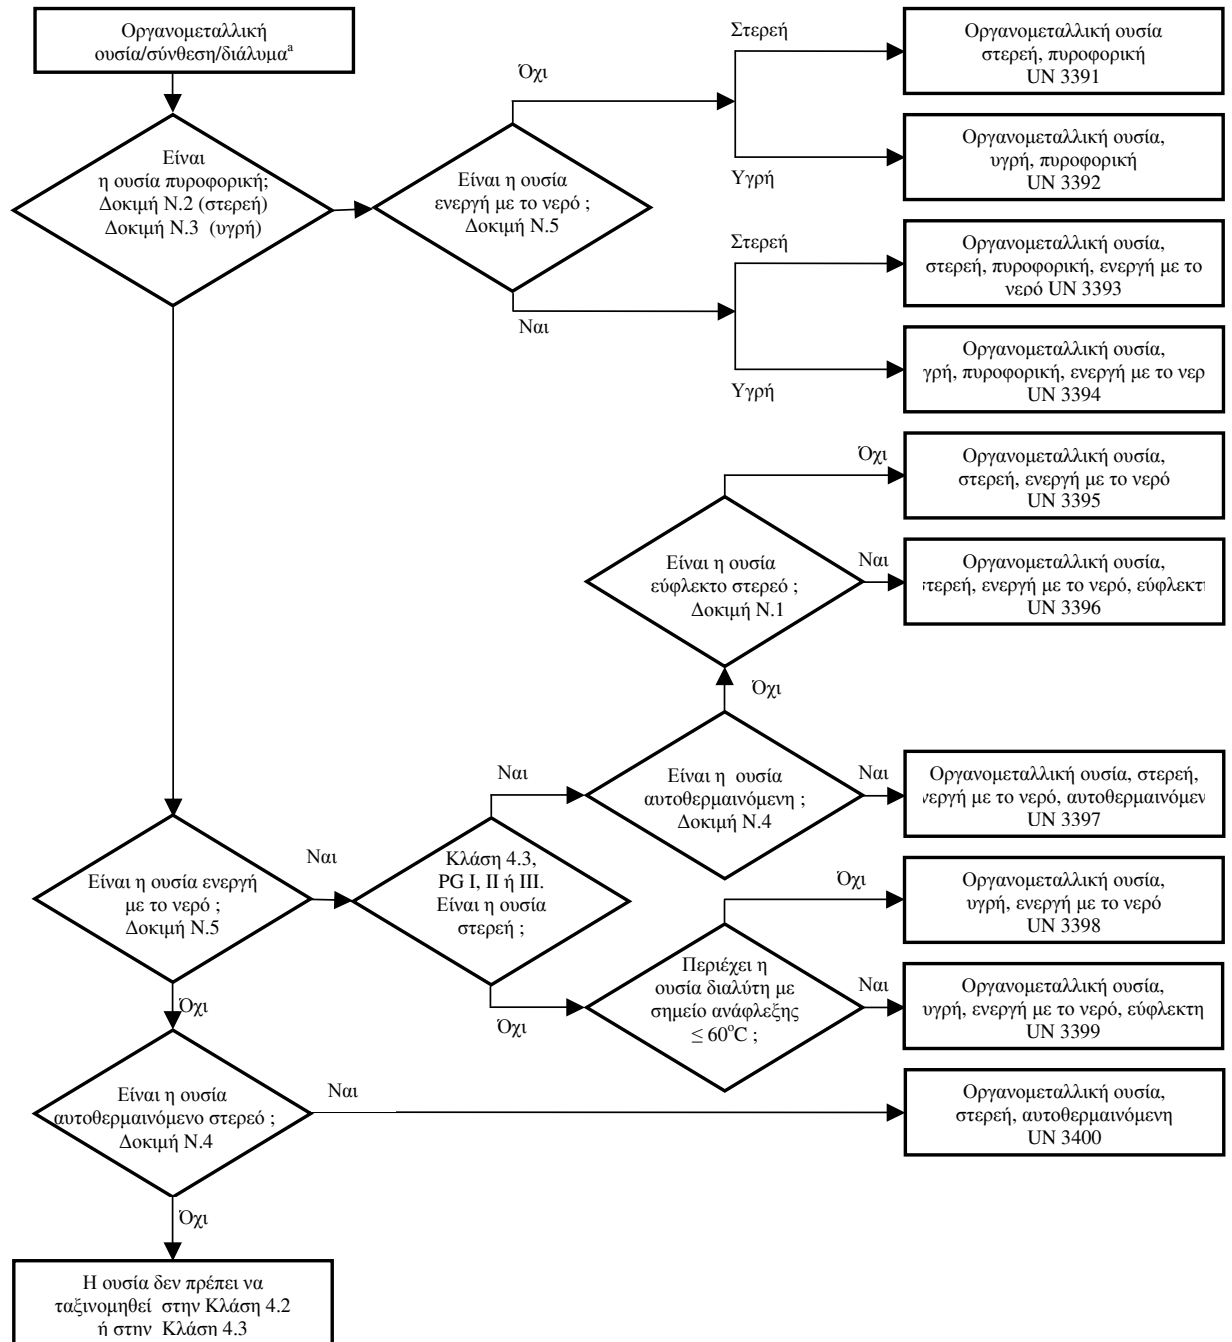 Οργανομεταλλική
ουσία/σύνθεση/διάλυμαᵃ
Είναι
η ουσία πυροφορική;
Δοκιμή Ν.2 (στερεή)
Δοκιμή Ν.3 (υγρή)
Όχι
Είναι η ουσία
ενεργή με το νερό ;
Δοκιμή Ν.5
Ναι
Στερεή
Οργανομεταλλική ουσία
στερεή, πυροφορική
UN 3391
Υγρή
Οργανομεταλλική ουσία,
υγρή, πυροφορική
UN 3392
Στερεή
Οργανομεταλλική ουσία,
στερεή, πυροφορική, ενεργή με το
νερό UN 3393
Υγρή
Οργανομεταλλική ουσία,
γρή, πυροφορική, ενεργή με το νερ
UN 3394
Όχι
Οργανομεταλλική ουσία,
στερεή, ενεργή με το νερό
UN 3395
Είναι η ουσία
εύφλεκτο στερεό ;
Δοκιμή Ν.1
Ναι
Οργανομεταλλική ουσία,
στερεή, ενεργή με το νερό, εύφλεκτ
UN 3396
Όχι
Ναι
Είναι η ουσία
αυτοθερμαινόμενη ;
Δοκιμή Ν.4
Ναι
Οργανομεταλλική ουσία, στερεή,
νεργή με το νερό, αυτοθερμαινόμεν
UN 3397
Είναι η ουσία ενεργή
με το νερό ;
Δοκιμή Ν.5
Ναι
Κλάση 4.3,
PG I, II ή III.
Είναι η ουσία
στερεή ;
Όχι
Οργανομεταλλική ουσία,
υγρή, ενεργή με το νερό
UN 3398
Όχι
Περιέχει η
ουσία διαλύτη με
σημείο ανάφλεξης
≤ 60°C ;
Ναι
Οργανομεταλλική ουσία,
υγρή, ενεργή με το νερό, εύφλεκτη
UN 3399
Όχι
Είναι η ουσία
αυτοθερμαινόμενο στερεό ;
Δοκιμή Ν.4
Ναι
Οργανομεταλλική ουσία,
στερεή, αυτοθερμαινόμενη
UN 3400
Όχι
Η ουσία δεν πρέπει να
ταξινομηθεί στην Κλάση 4.2
ή στην Κλάση 4.3